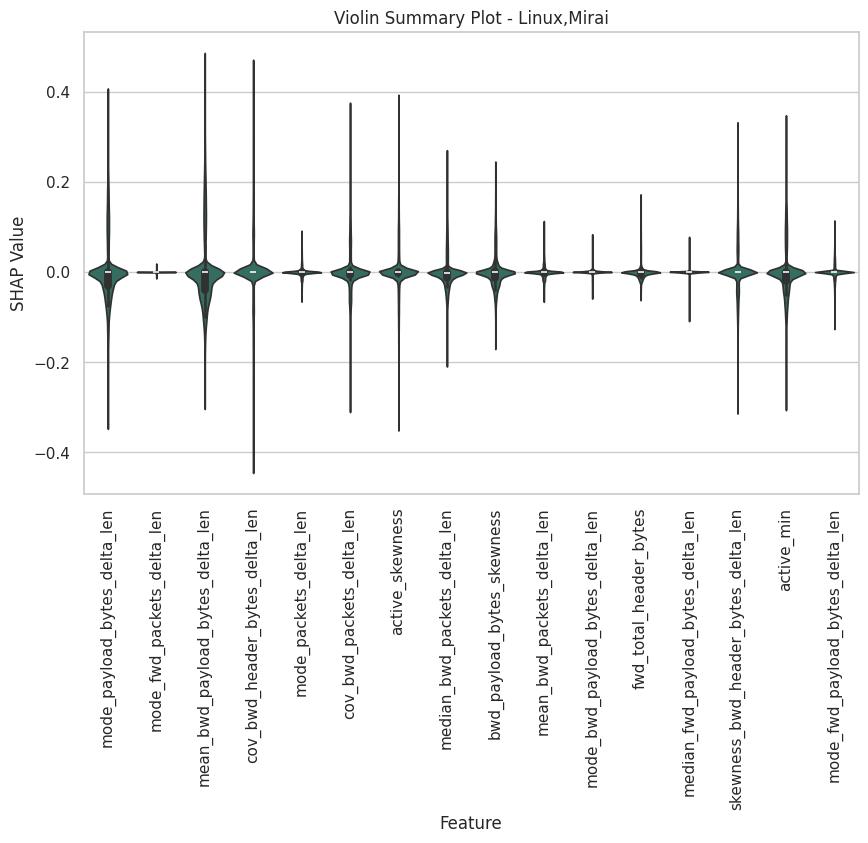 Violin Summary Plot - Linux,Mirai
SHAP Value
0.4
0.2
0.0
−0.2
−0.4
mode_payload_bytes_delta_len
mode_fwd_packets_delta_len
mean_bwd_payload_bytes_delta_len
cov_bwd_header_bytes_delta_len
mode_packets_delta_len
cov_bwd_packets_delta_len
active_skewness
median_bwd_packets_delta_len
bwd_payload_bytes_skewness
mean_bwd_packets_delta_len
mode_bwd_payload_bytes_delta_len
fwd_total_header_bytes
median_fwd_payload_bytes_delta_len
skewness_bwd_header_bytes_delta_len
active_min
mode_fwd_payload_bytes_delta_len
Feature